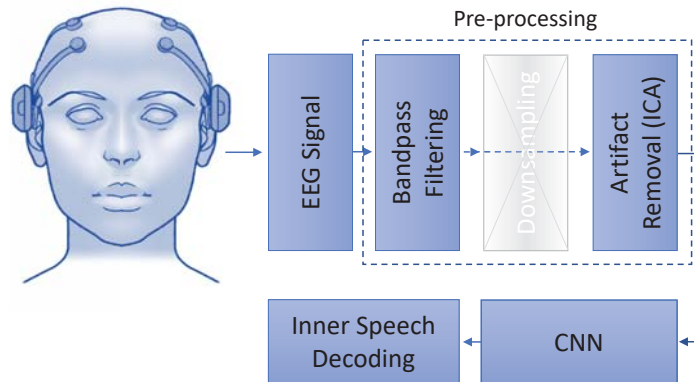 Pre-processing
EEG Signal
Bandpass
Filtering
Downsampling
Artifact
Removal (ICA)
Inner Speech
Decoding
CNN